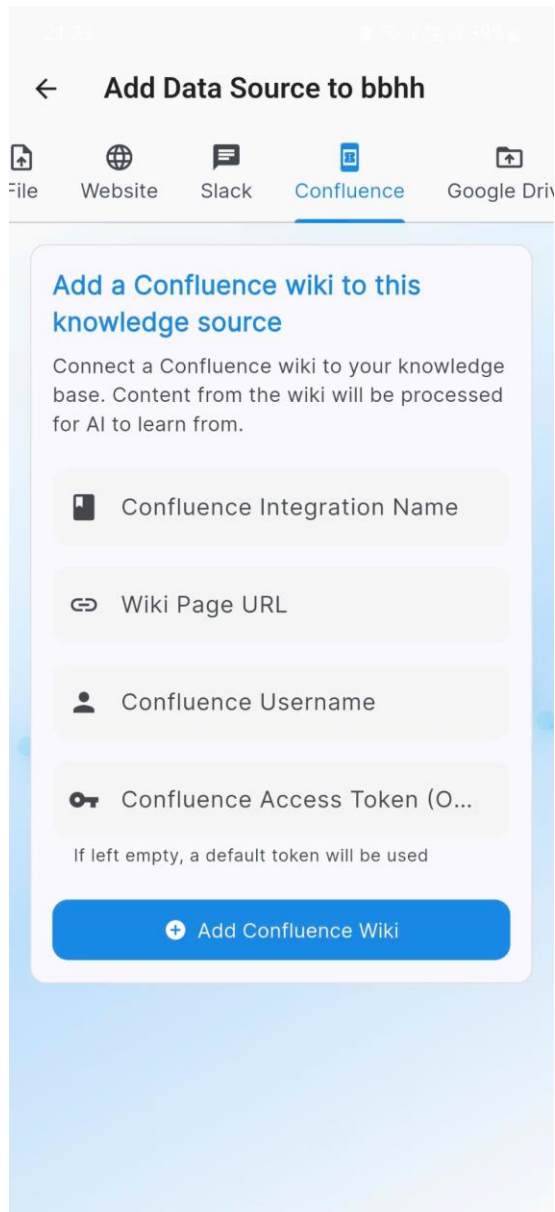 Add Data Source to bbhh
File
Website
Slack
Confluence
Google Driv
Add a Confluence wiki to this
knowledge source
Connect a Confluence wiki to your knowledge
base. Content from the wiki will be processed
for AI to learn from.
Confluence Integration Name
Wiki Page URL
Confluence Username
Confluence Access Token (O...
If left empty, a default token will be used
Add Confluence Wiki